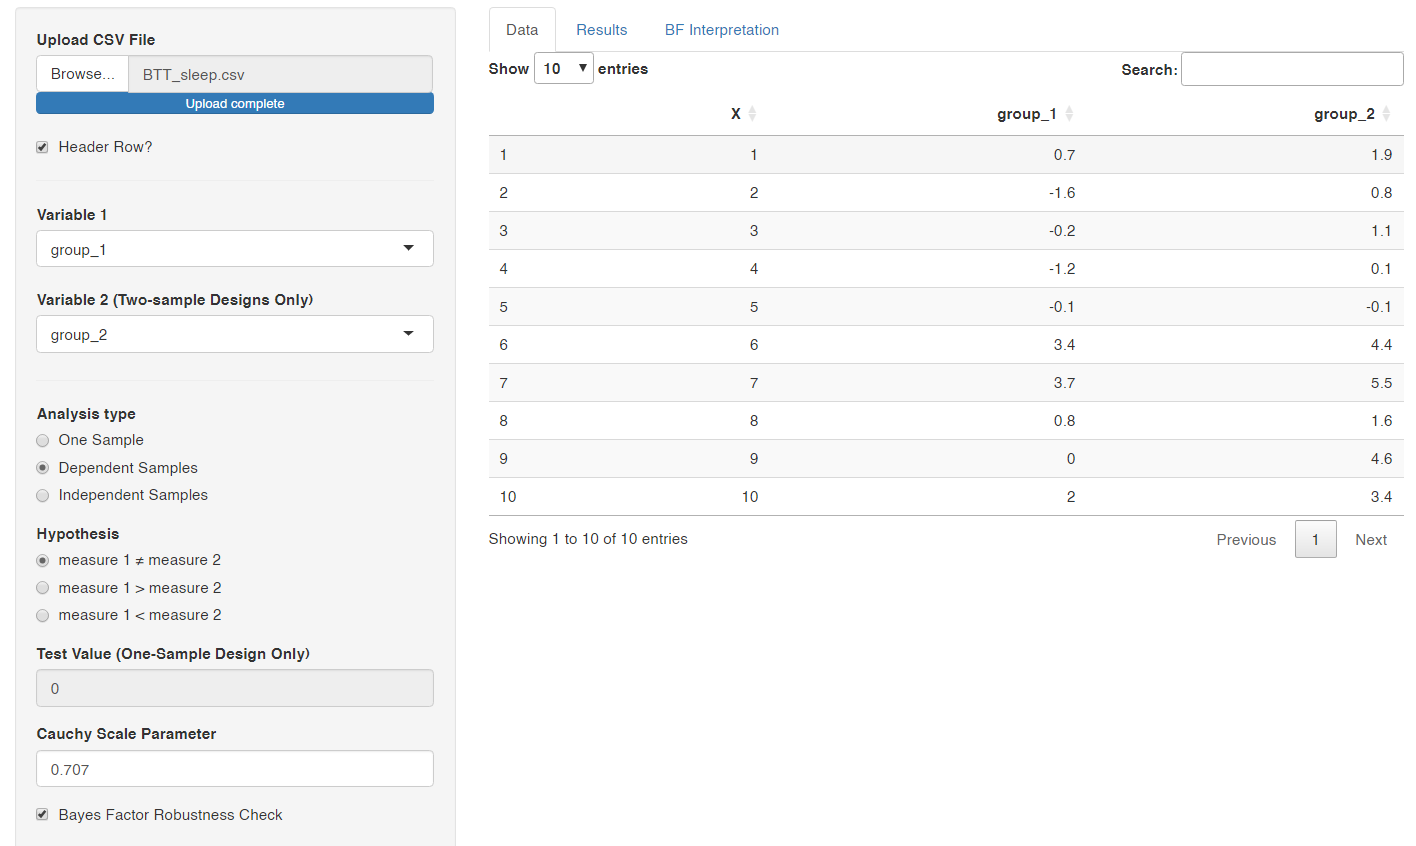 Upload CSV File
Browse... BTT_sleep.csv
Upload complete
Header Row?
Variable 1
group_1
Variable 2 (Two-sample Designs Only)
group_2
Analysis type
One Sample
Dependent Samples
Independent Samples
Hypothesis
measure 1 ≠ measure 2
measure 1 > measure 2
measure 1 < measure 2
Test Value (One-Sample Design Only)
0
Cauchy Scale Parameter
0.707
Bayes Factor Robustness Check
Data Results BF Interpretation
Show 10 entries Search:
X group_1 group_2
1 1 0.7 1.9
2 2 -1.6 0.8
3 3 -0.2 1.1
4 4 -1.2 0.1
5 5 -0.1 -0.1
6 6 3.4 4.4
7 7 3.7 5.5
8 8 0.8 1.6
9 9 0 4.6
10 10 2 3.4
Showing 1 to 10 of 10 entries Previous 1 Next